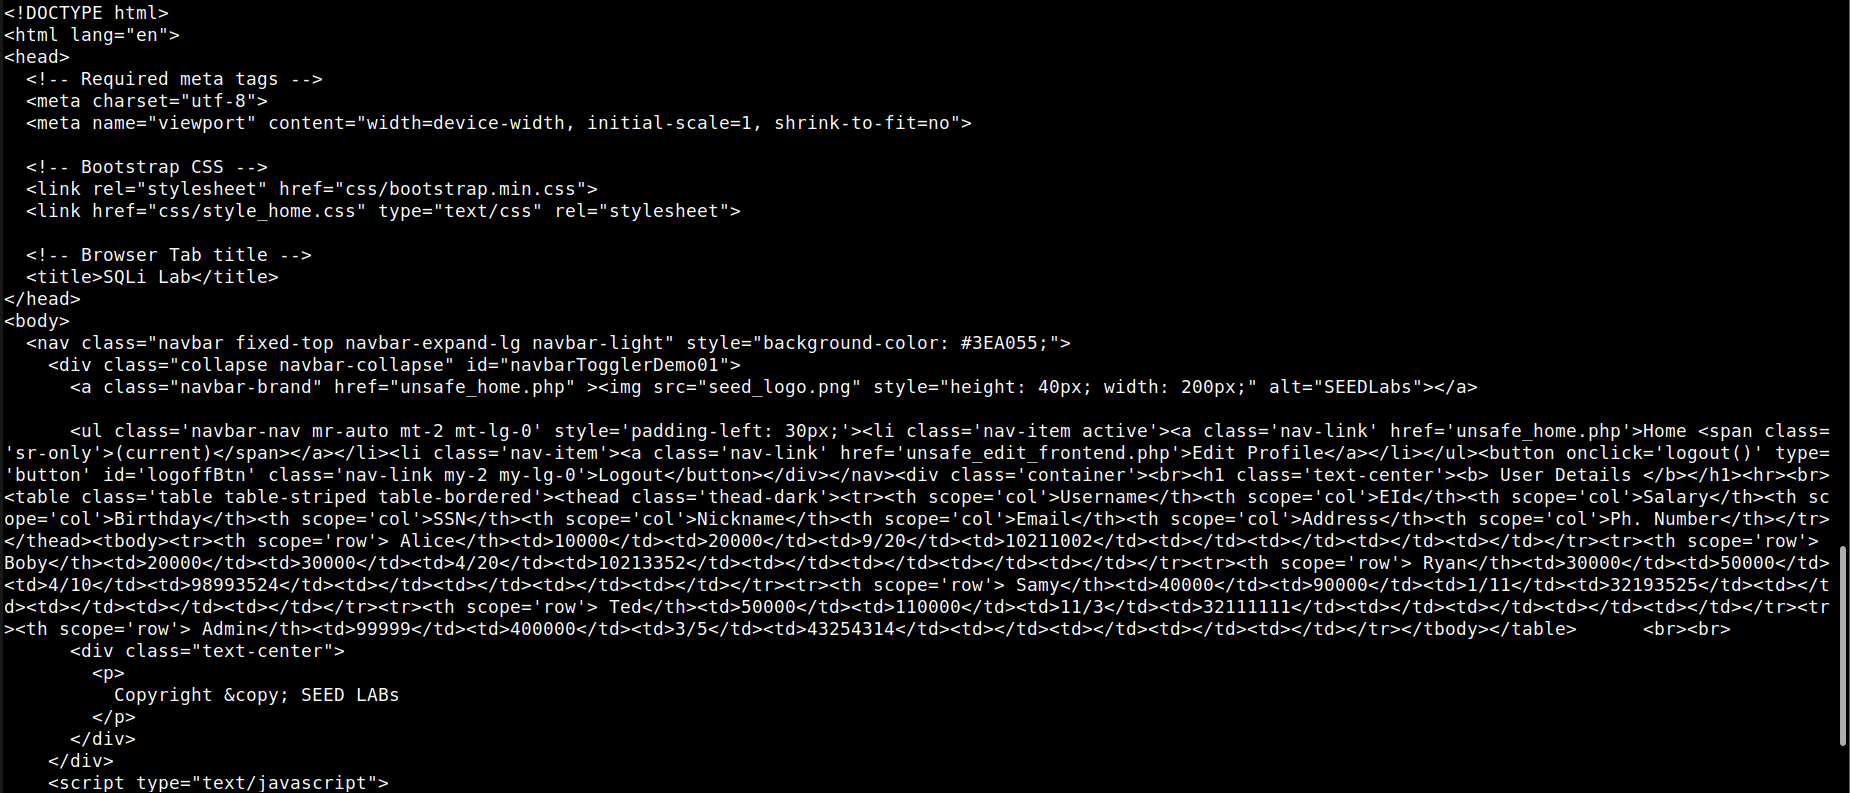 <!DOCTYPE html>
<html lang="en">
<head>
  <!-- Required meta tags -->
  <meta charset="utf-8">
  <meta name="viewport" content="width=device-width, initial-scale=1, shrink-to-fit=no">

  <!-- Bootstrap CSS -->
  <link rel="stylesheet" href="css/bootstrap.min.css">
  <link href="css/style_home.css" type="text/css" rel="stylesheet">

  <!-- Browser Tab title -->
  <title>SQLi Lab</title>
</head>
<body>
  <nav class="navbar fixed-top navbar-expand-lg navbar-light" style="background-color: #3EA055;">
    <div class="collapse navbar-collapse" id="navbarTogglerDemo01">
      <a class="navbar-brand" href="unsafe_home.php" ><img src="seed_logo.png" style="height: 40px; width: 200px;" alt="SEEDLabs"></a>

      <ul class='navbar-nav mr-auto mt-2 mt-lg-0' style='padding-left: 30px;'><li class='nav-item active'><a class='nav-link' href='unsafe_home.php'>Home <span class=
'sr-only'>(current)</span></a></li><li class='nav-item'><a class='nav-link' href='unsafe_edit_frontend.php'>Edit Profile</a></li></ul><button onclick='logout()' type=
'button' id='logoffBtn' class='nav-link my-2 my-lg-0'>Logout</button></div></nav><div class='container'><br><h1 class='text-center'><b> User Details </b></h1><hr><br>
<table class='table table-striped table-bordered'><thead class='thead-dark'><tr><th scope='col'>Username</th><th scope='col'>EId</th><th scope='col'>Salary</th><th sc
ope='col'>Birthday</th><th scope='col'>SSN</th><th scope='col'>Nickname</th><th scope='col'>Email</th><th scope='col'>Address</th><th scope='col'>Ph. Number</th></tr>
</thead><tbody><tr><th scope='row'> Alice</th><td>10000</td><td>20000</td><td>9/20</td><td>10211002</td><td></td><td></td><td></td><td></td></tr><tr><th scope='row'>
Boby</th><td>20000</td><td>30000</td><td>4/20</td><td>10213352</td><td></td><td></td><td></td><td></td></tr><tr><th scope='row'> Ryan</th><td>30000</td><td>50000</td>
<td>4/10</td><td>98993524</td><td></td><td></td><td></td><td></td></tr><tr><th scope='row'> Samy</th><td>40000</td><td>90000</td><td>1/11</td><td>32193525</td><td></t
d><td></td><td></td><td></td></tr><tr><th scope='row'> Ted</th><td>50000</td><td>110000</td><td>11/3</td><td>32111111</td><td></td><td></td><td></td><td></td></tr><tr
><th scope='row'> Admin</th><td>99999</td><td>400000</td><td>3/5</td><td>43254314</td><td></td><td></td><td></td><td></td></tr></tbody></table>      <br><br>
      <div class="text-center">
        <p>
          Copyright &copy; SEED LABs
        </p>
      </div>
    </div>
    <script type="text/javascript">